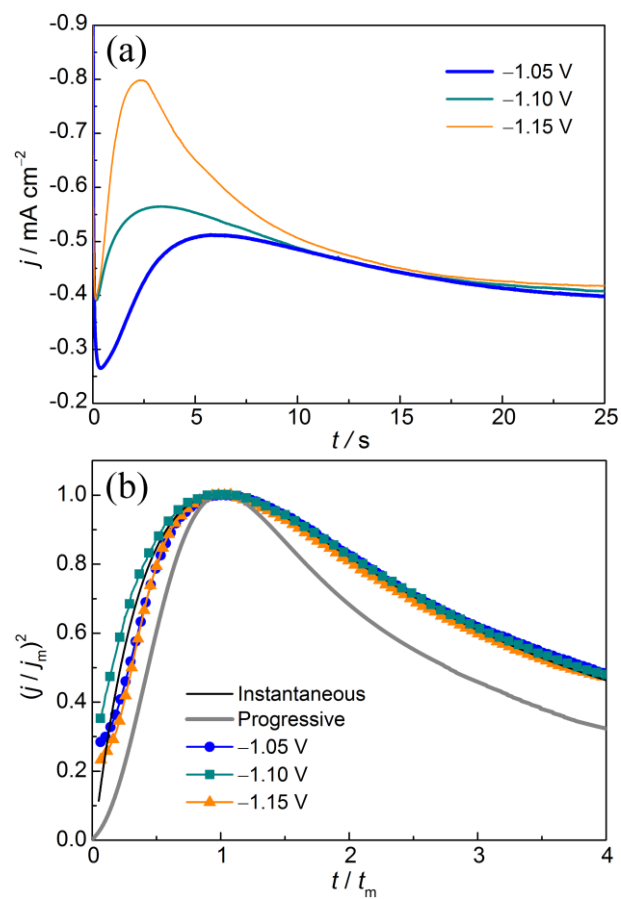 (a)
-0.9
-0.8
-0.7
-0.6
-0.5
-0.4
-0.3
-0.2
j / mA cm⁻²
−1.05 V
−1.10 V
−1.15 V
0 5 10 15 20 25
t / s
(b)
1.0
0.8
0.6
0.4
0.2
0.0
(j / jₘ)²
Instantaneous
Progressive
−1.05 V
−1.10 V
−1.15 V
0 1 2 3 4
t / tₘ